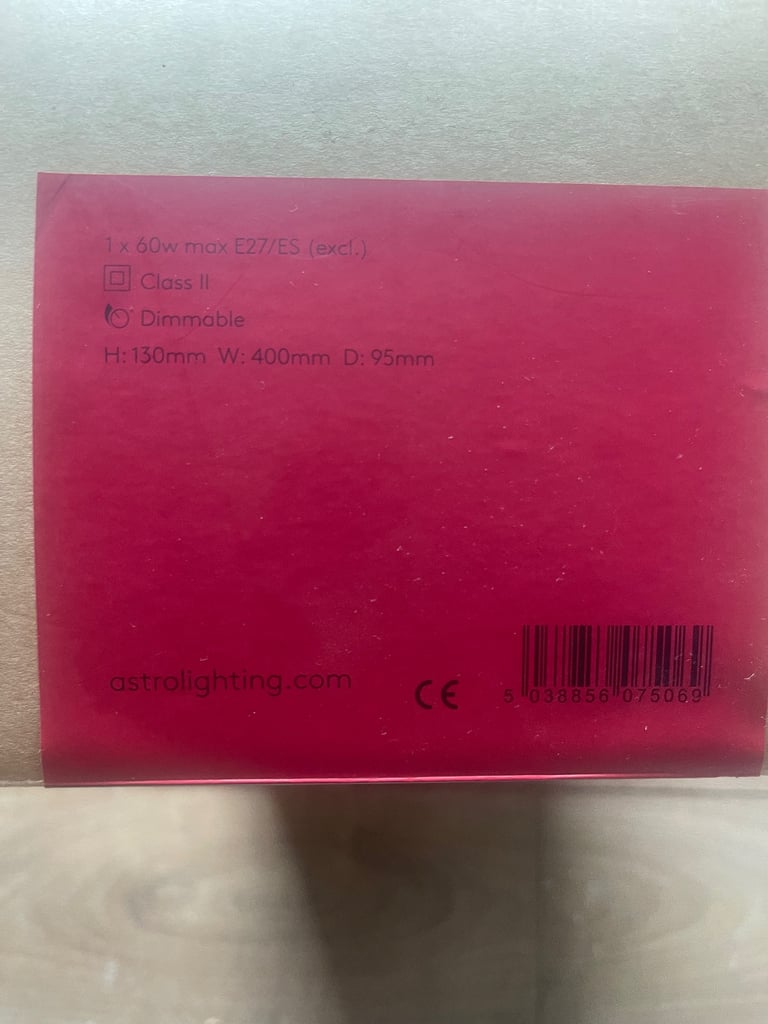 1 x 60w max E27/ES (excl.)
Class II
Dimmable
H: 130mm W: 400mm D: 95mm
astrolighting.com
CE
5 038856 075069